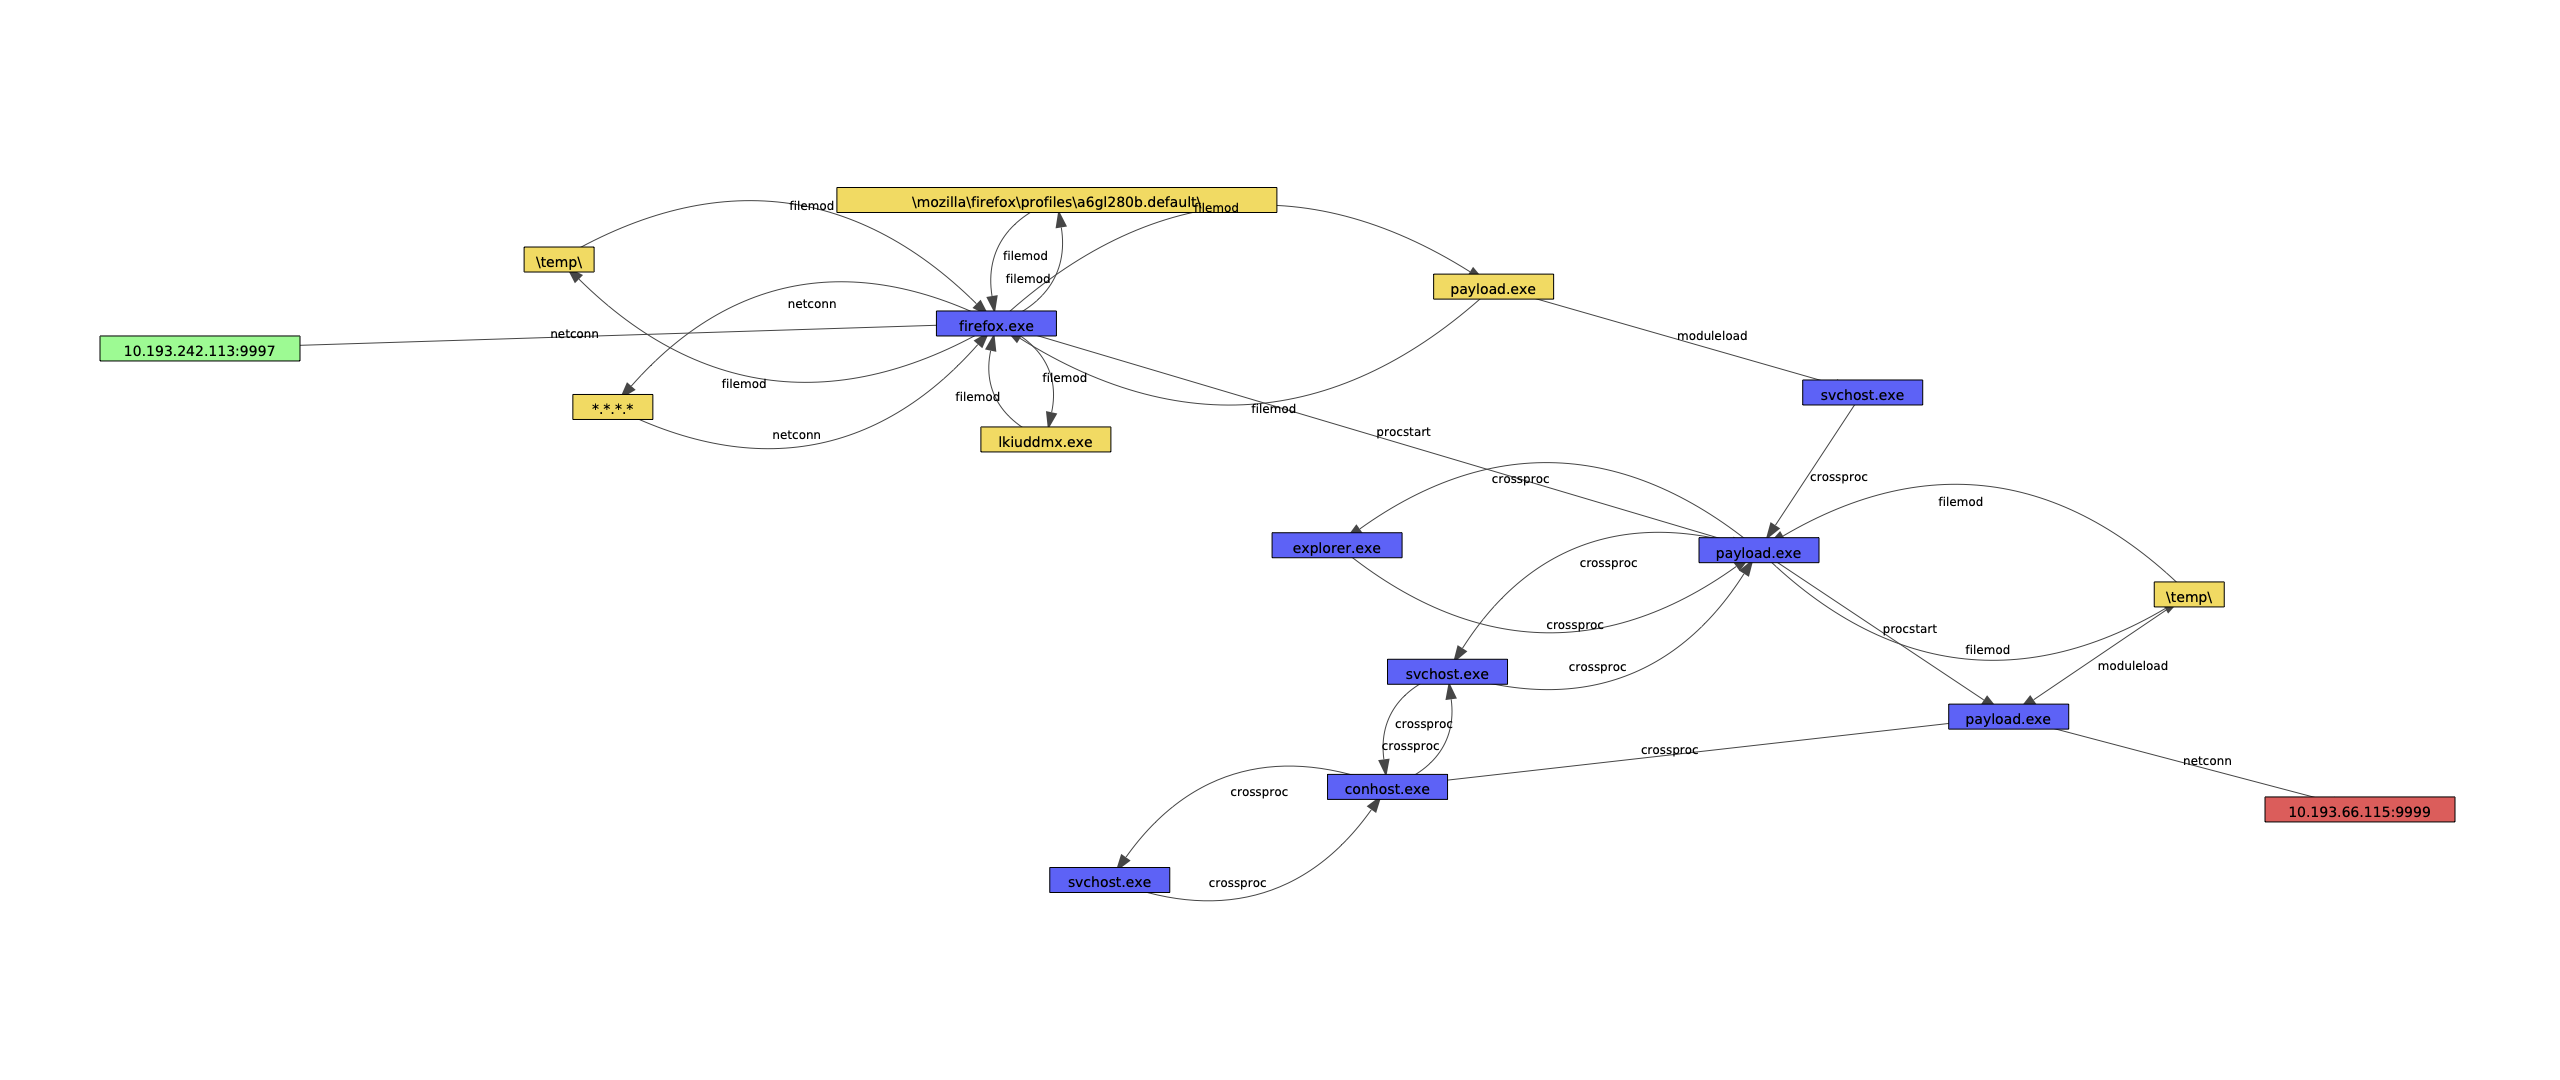 \mozilla\firefox\profiles\a6gl280b.default\
filemod
filemod
\temp\
filemod
filemod
payload.exe
netconn
firefox.exe
netconn
moduleload
10.193.242.113:9997
filemod
filemod
svchost.exe
filemod
*.*.*.*
filemod
netconn
procstart
lkiuddmx.exe
crossproc
crossproc
filemod
explorer.exe
payload.exe
crossproc
\temp\
crossproc
procstart
filemod
crossproc
moduleload
svchost.exe
payload.exe
crossproc
crossproc
crossproc
netconn
conhost.exe
crossproc
10.193.66.115:9999
svchost.exe
crossproc